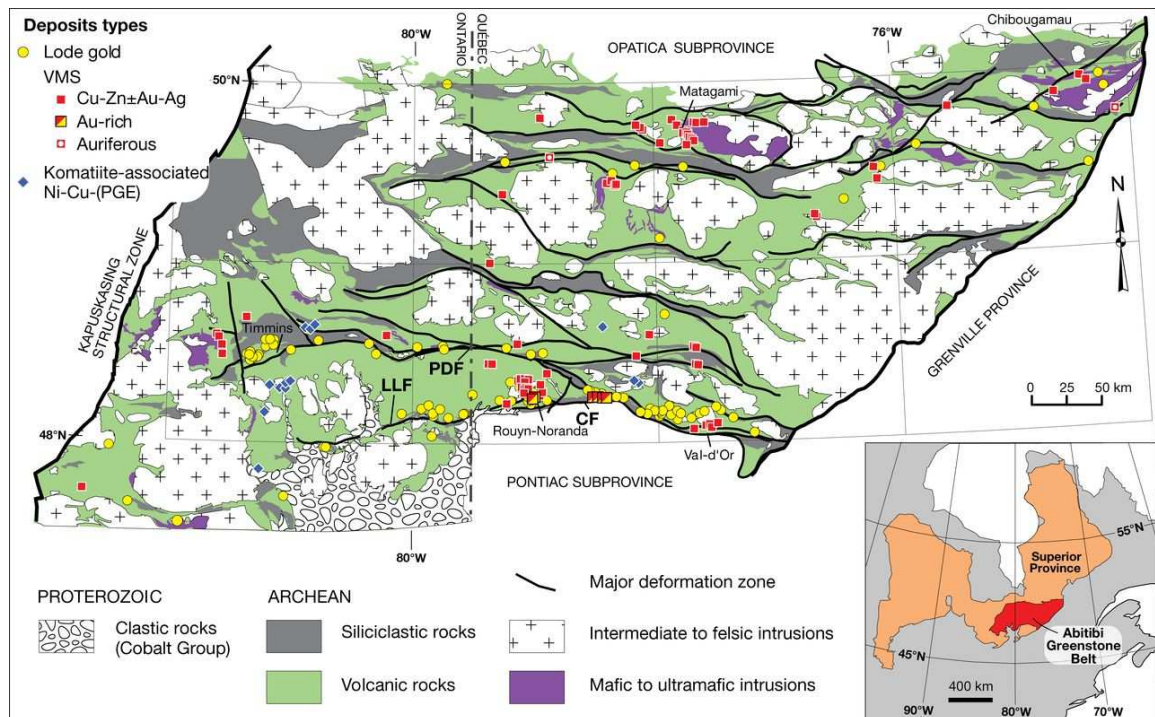 Deposits types
Lode gold
VMS
Cu-Zn±Au-Ag
Au-rich
Auriferous
Komatiite-associated
Ni-Cu-(PGE)
80°W
ONTARIO
QUEBEC
OPATICA SUBPROVINCE
76°W
Chibougamau
50°N
Matagami
N
KAPUSKASING
STRUCTURAL ZONE
Timmins
PDF
LLF
CF
Rouyn-Noranda
Val-d'Or
GRENVILLE PROVINCE
0 25 50 km
48°N
PONTIAC SUBPROVINCE
80°W
PROTEROZOIC
Clastic rocks
(Cobalt Group)
ARCHEAN
Siliciclastic rocks
Volcanic rocks
Major deformation zone
Intermediate to felsic intrusions
Mafic to ultramafic intrusions
Superior
Province
55°N
Abitibi
Greenstone
Belt
45°N
400 km
90°W
80°W
70°W